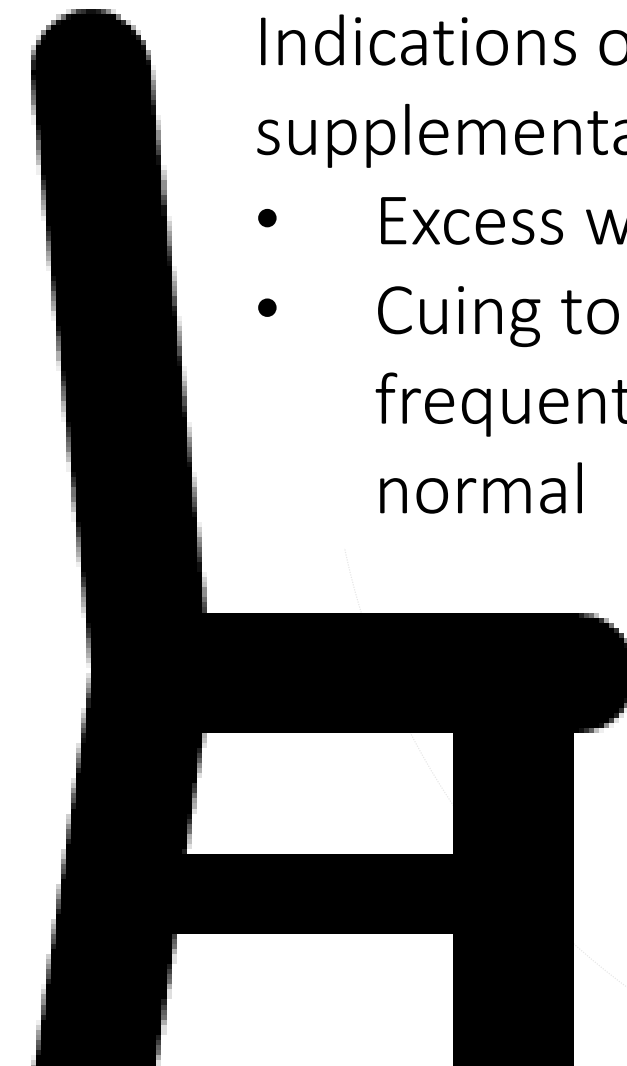 Indications
supplementa
• Excess w
• Cuing to
frequent
normal